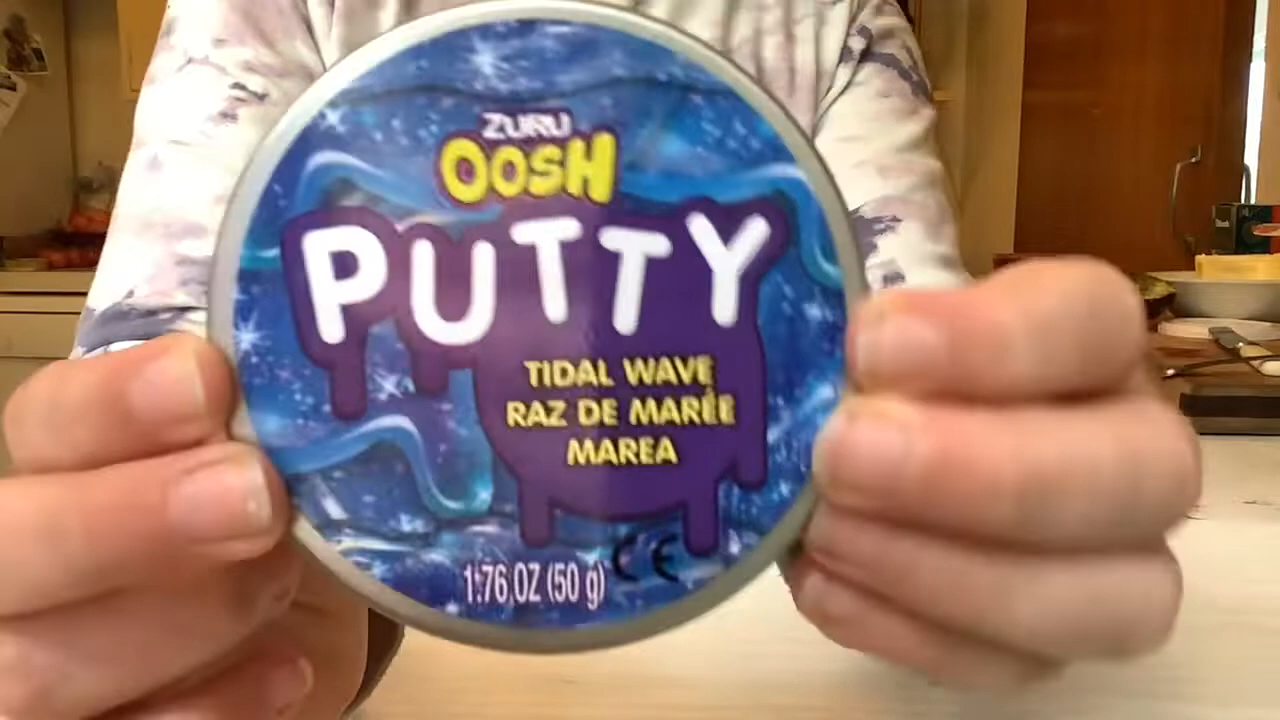 ZURU
OOSH
PUTTY
TIDAL WAVE
RAZ DE MARÉE
MAREA
1.76 OZ (50 g)
CE